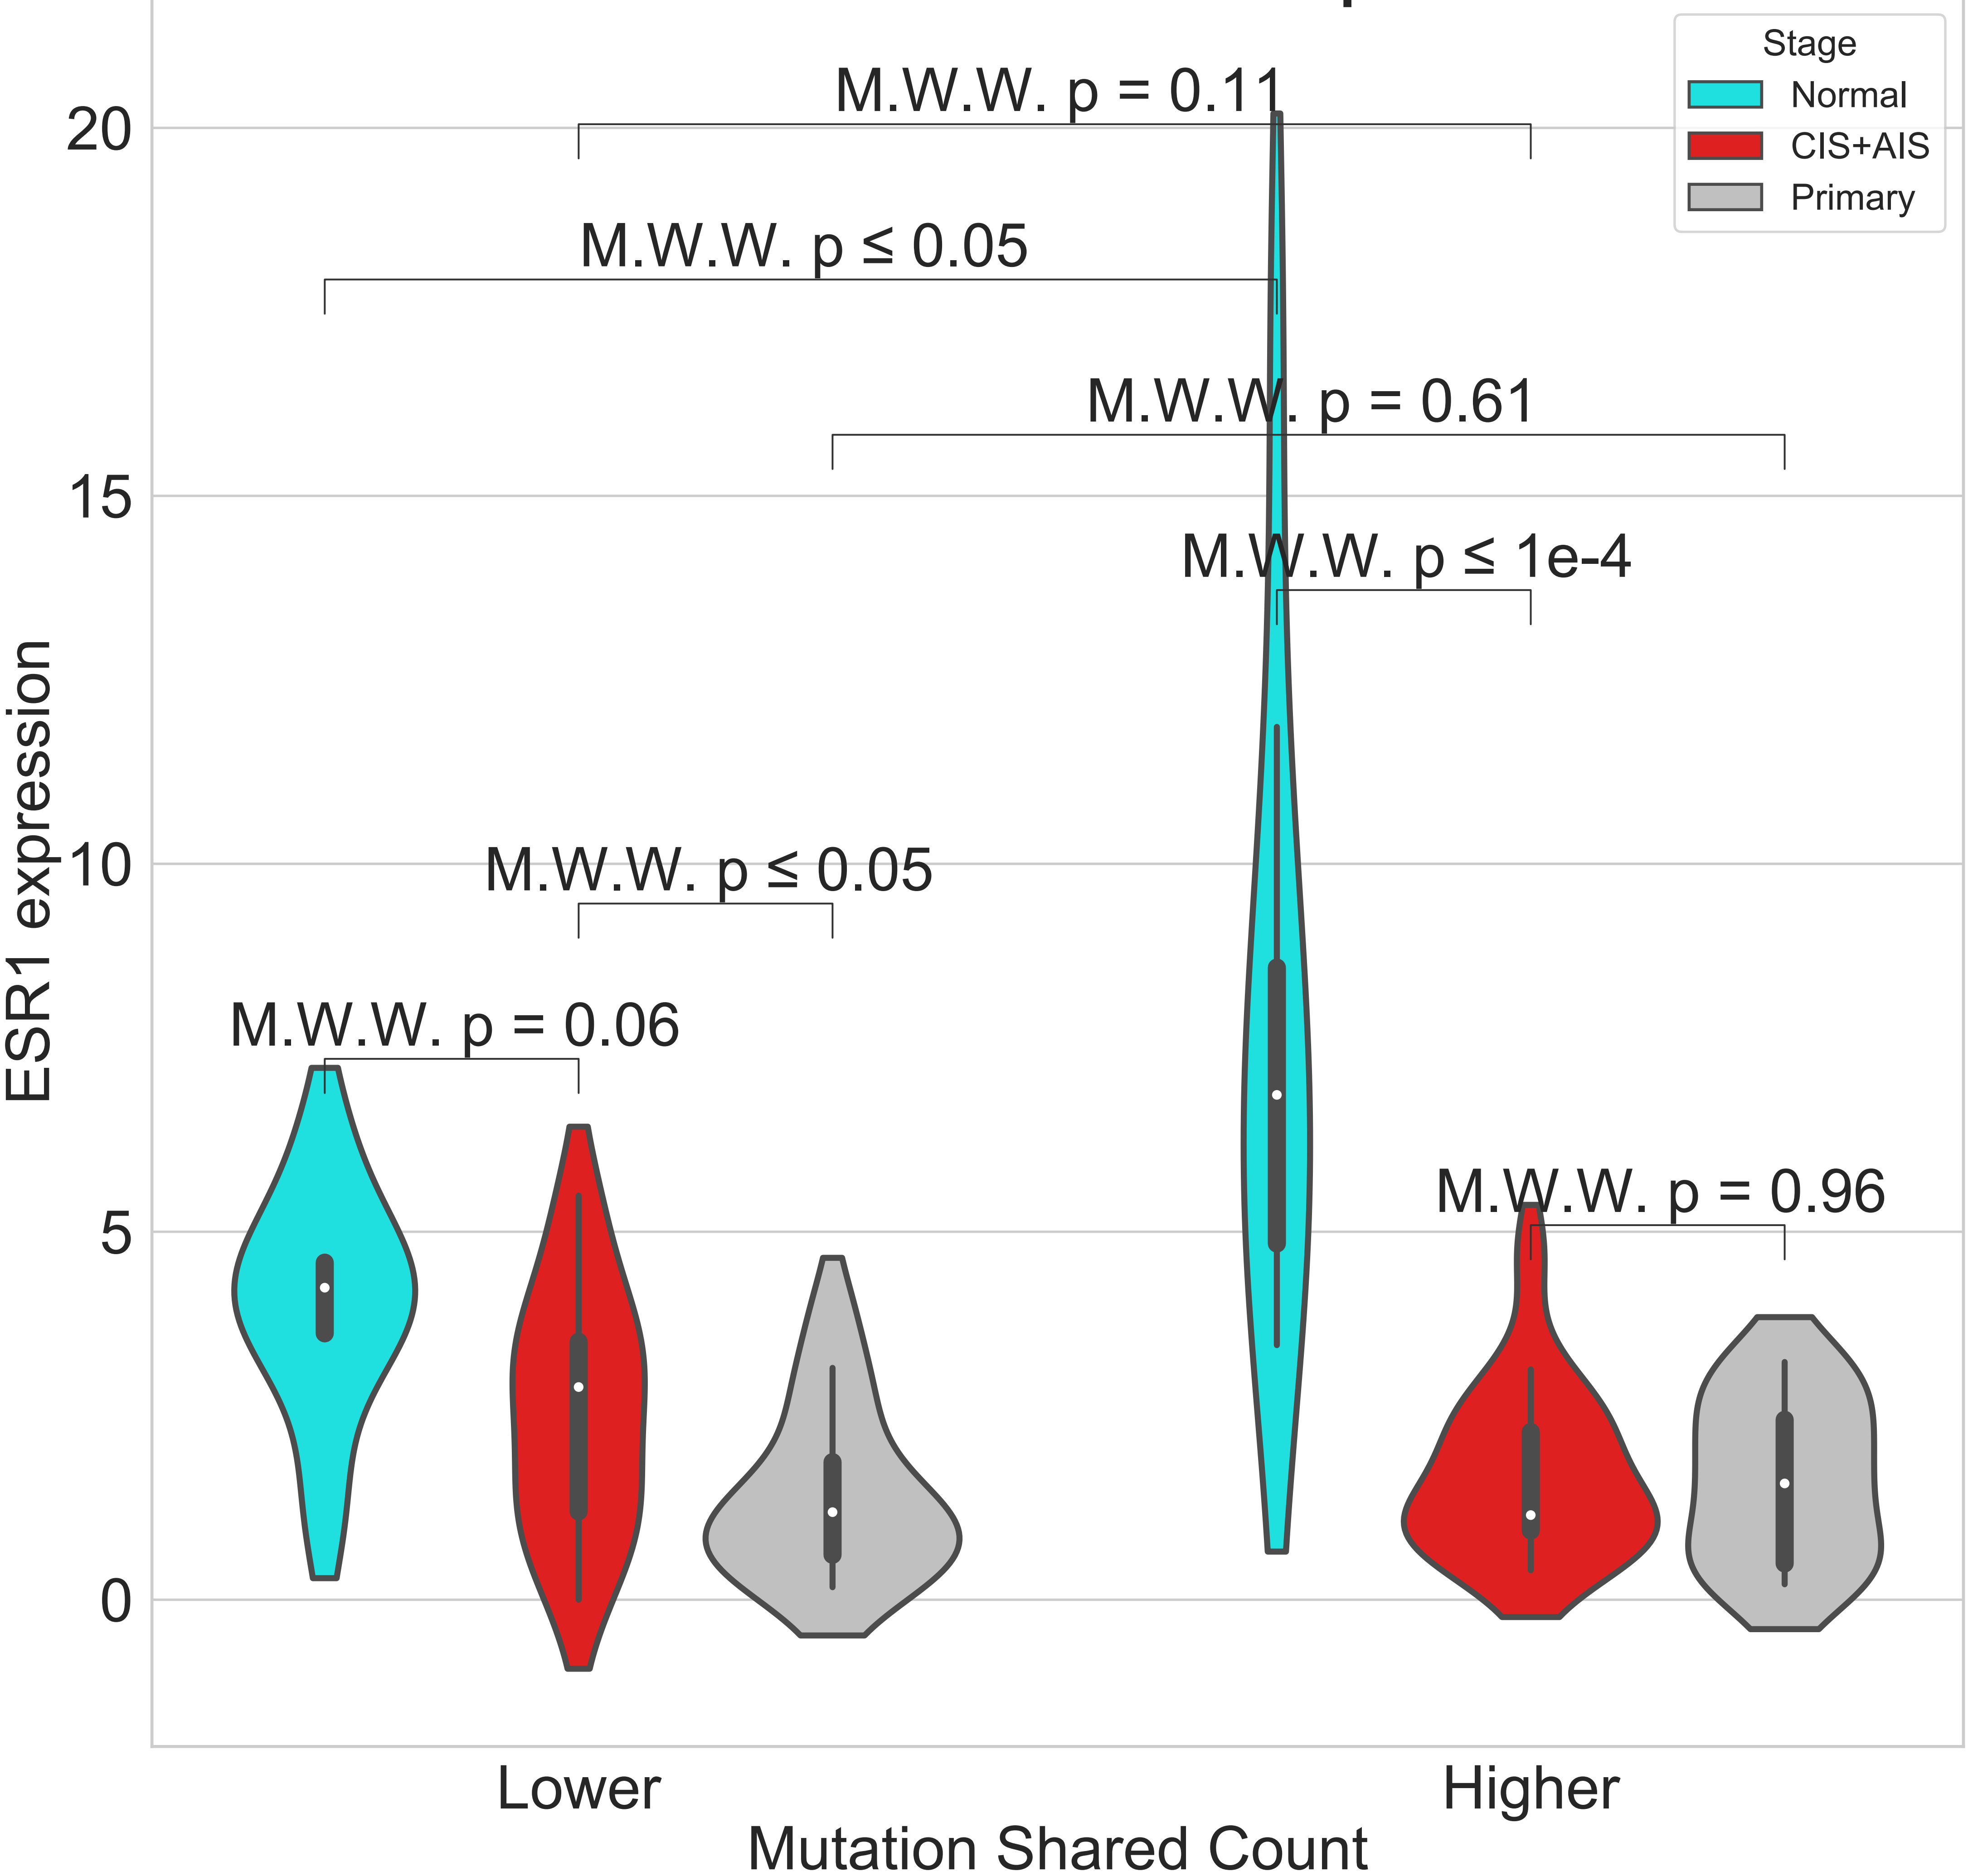 Stage
Normal
CIS+AIS
Primary
M.W.W. p = 0.11
M.W.W. p ≤ 0.05
M.W.W. p = 0.61
M.W.W. p ≤ 1e-4
M.W.W. p ≤ 0.05
M.W.W. p = 0.06
M.W.W. p = 0.96
20
15
10
5
0
ESR1 expression
Lower
Higher
Mutation Shared Count